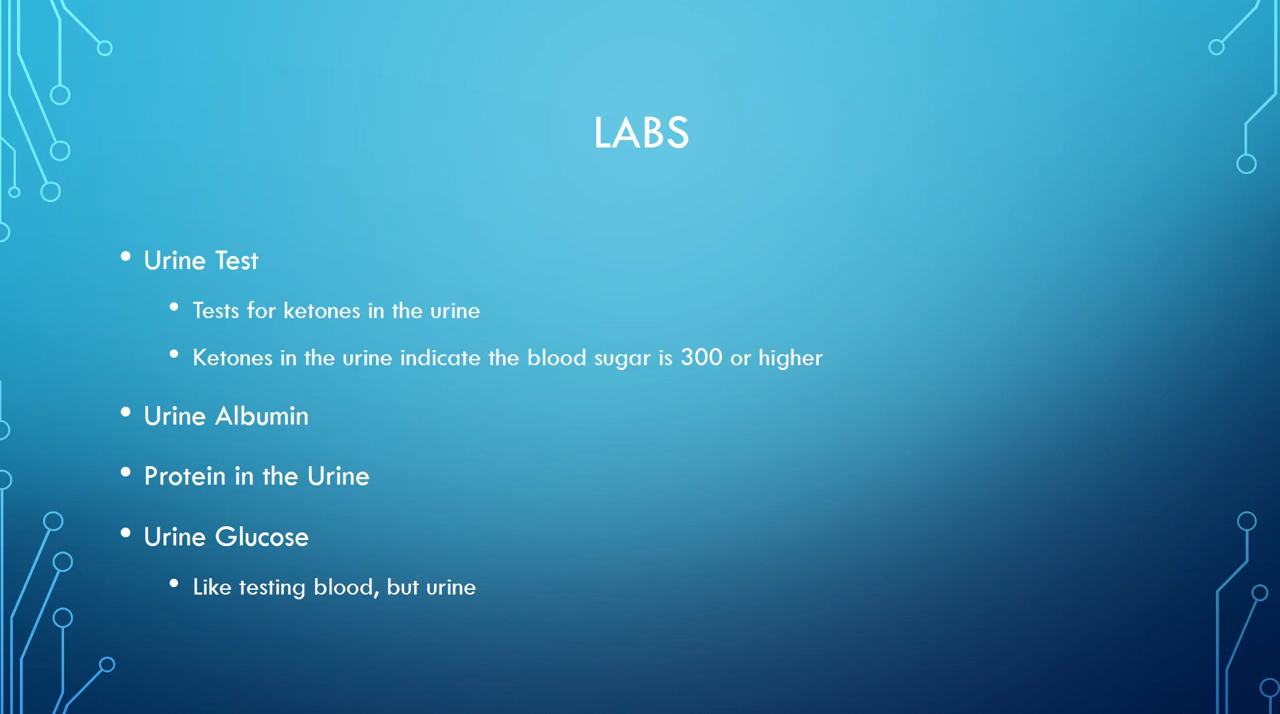 LABS
• Urine Test
• Tests for ketones in the urine
• Ketones in the urine indicate the blood sugar is 300 or higher
• Urine Albumin
• Protein in the Urine
• Urine Glucose
• Like testing blood, but urine